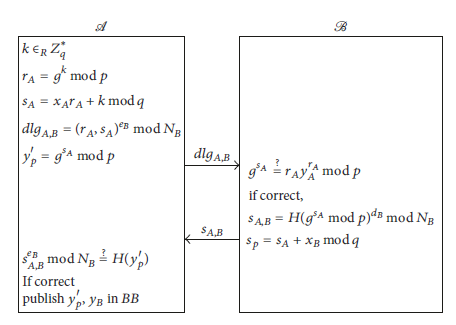 𝒜
ℬ
k ∈_R Z_q^*
r_A = g^k mod p
s_A = x_A r_A + k mod q
dlg_{A,B} = (r_A, s_A)^{e_B} mod N_B
y'_p = g^{s_A} mod p
dlg_{A,B}
g^{s_A} ≟ r_A y_A^{r_A} mod p
if correct,
s_{A,B} = H(g^{s_A} mod p)^{d_B} mod N_B
s_{A,B}
s_p = s_A + x_B mod q
s_{A,B}^{e_B} mod N_B ≟ H(y'_p)
If correct
publish y'_p, y_B in BB